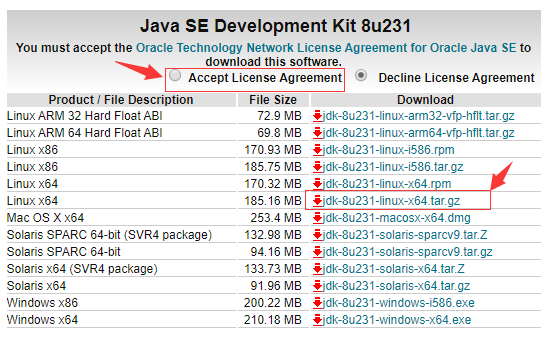 Java SE Development Kit 8u231
You must accept the Oracle Technology Network License Agreement for Oracle Java SE to
download this software.
Accept License Agreement Decline License Agreement
Product / File Description File Size Download
Linux ARM 32 Hard Float ABI 72.9 MB jdk-8u231-linux-arm32-vfp-hflt.tar.gz
Linux ARM 64 Hard Float ABI 69.8 MB jdk-8u231-linux-arm64-vfp-hflt.tar.gz
Linux x86 170.93 MB jdk-8u231-linux-i586.rpm
Linux x86 185.75 MB jdk-8u231-linux-i586.tar.gz
Linux x64 170.32 MB jdk-8u231-linux-x64.rpm
Linux x64 185.16 MB jdk-8u231-linux-x64.tar.gz
Mac OS X x64 253.4 MB jdk-8u231-macosx-x64.dmg
Solaris SPARC 64-bit (SVR4 package) 132.98 MB jdk-8u231-solaris-sparcv9.tar.Z
Solaris SPARC 64-bit 94.16 MB jdk-8u231-solaris-sparcv9.tar.gz
Solaris x64 (SVR4 package) 133.73 MB jdk-8u231-solaris-x64.tar.Z
Solaris x64 91.96 MB jdk-8u231-solaris-x64.tar.gz
Windows x86 200.22 MB jdk-8u231-windows-i586.exe
Windows x64 210.18 MB jdk-8u231-windows-x64.exe